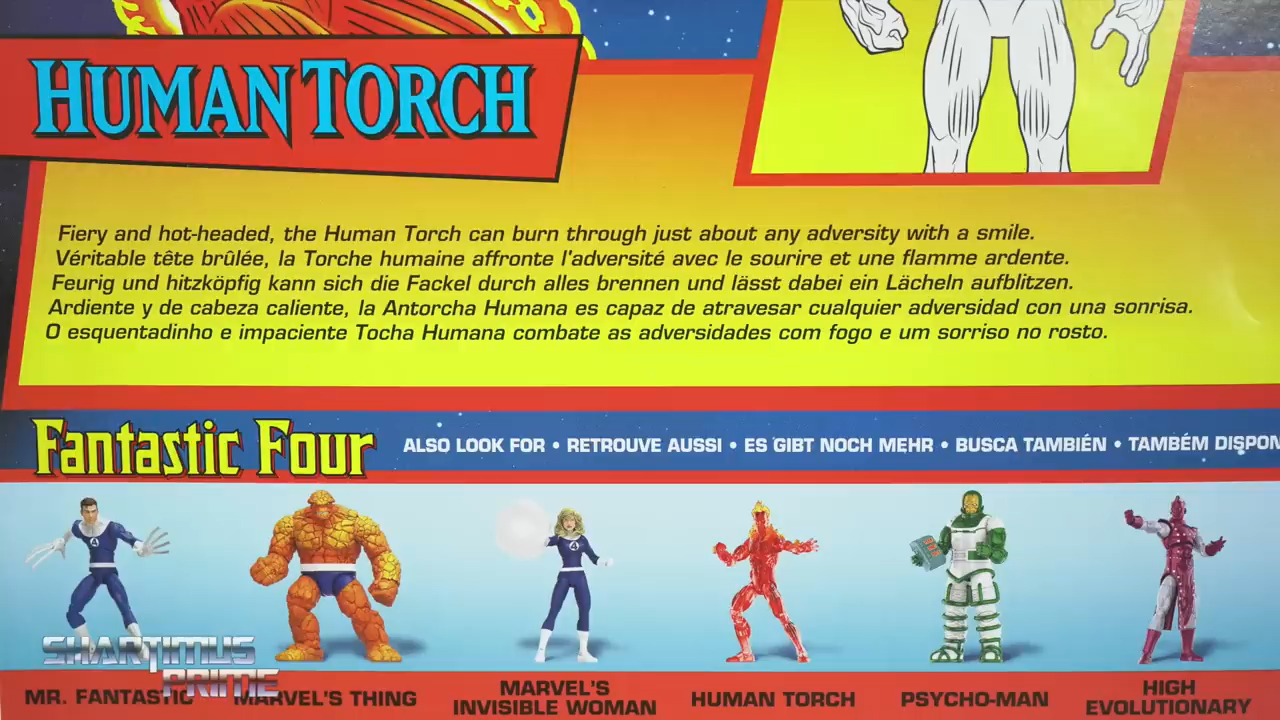 HUMAN TORCH
Fiery and hot-headed, the Human Torch can burn through just about any adversity with a smile.
Véritable tête brûlée, la Torche humaine affronte l'adversité avec le sourire et une flamme ardente.
Feurig und hitzköpfig kann sich die Fackel durch alles brennen und lässt dabei ein Lächeln aufblitzen.
Ardiente y de cabeza caliente, la Antorcha Humana es capaz de atravesar cualquier adversidad con una sonrisa.
O esquentadinho e impaciente Tocha Humana combate as adversidades com fogo e um sorriso no rosto.
Fantastic Four
ALSO LOOK FOR • RETROUVE AUSSI • ES GIBT NOCH MEHR • BUSCA TAMBIÉN • TAMBÉM DISPON
SHARTIMUS
PRIME
MR. FANTASTIC
MARVEL'S THING
MARVEL'S
INVISIBLE WOMAN
HUMAN TORCH
PSYCHO-MAN
HIGH
EVOLUTIONARY